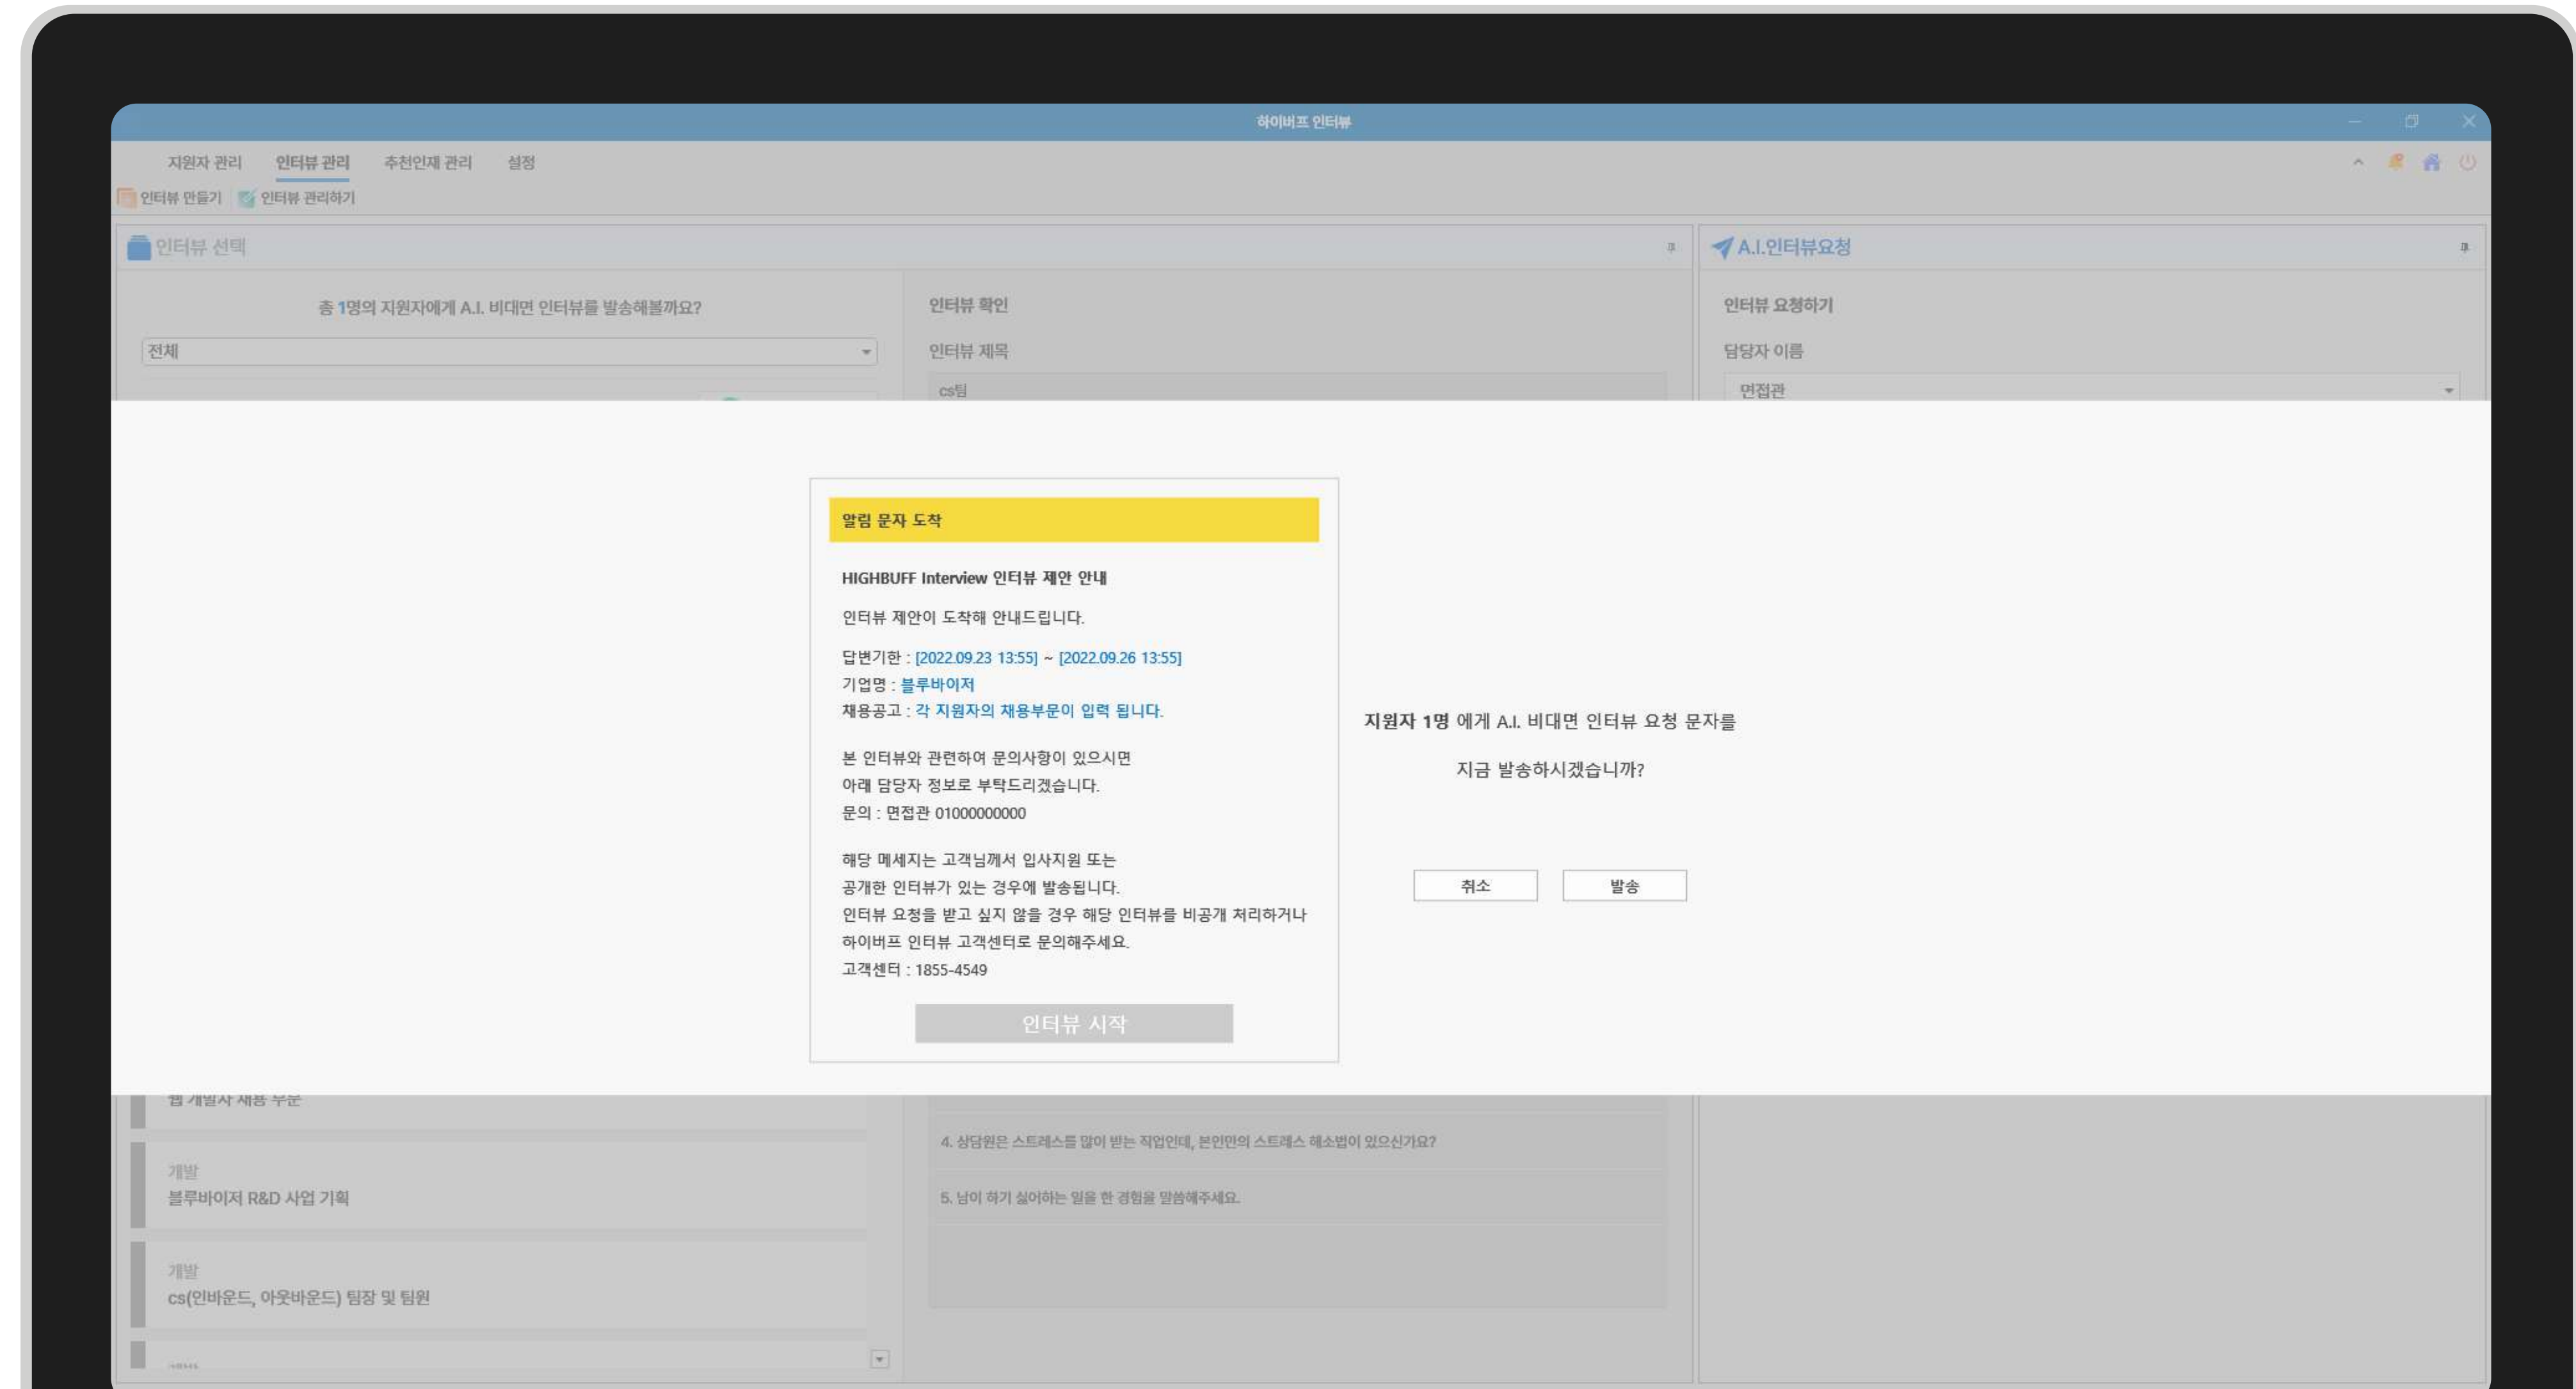 하이버프 인터뷰
지원자 관리 인터뷰 관리 추천인재 관리 설정
인터뷰 만들기 인터뷰 관리하기
인터뷰 선택
총 1명의 지원자에게 A.I. 비대면 인터뷰를 발송해볼까요?
전체
인터뷰 확인
인터뷰 제목
cs팀
A.I.인터뷰요청
인터뷰 요청하기
담당자 이름
면접관
알림 문자 도착
HIGHBUFF Interview 인터뷰 제안 안내
인터뷰 제안이 도착해 안내드립니다.
답변기한 : [2022.09.23 13:55] ~ [2022.09.26 13:55]
기업명 : 블루바이저
채용공고 : 각 지원자의 채용부문이 입력 됩니다.
본 인터뷰와 관련하여 문의사항이 있으시면
아래 담당자 정보로 부탁드리겠습니다.
문의 : 면접관 01000000000
해당 메세지는 고객님께서 입사지원 또는
공개한 인터뷰가 있는 경우에 발송됩니다.
인터뷰 요청을 받고 싶지 않을 경우 해당 인터뷰를 비공개 처리하거나
하이버프 인터뷰 고객센터로 문의해주세요.
고객센터 : 1855-4549
인터뷰 시작
지원자 1명 에게 A.I. 비대면 인터뷰 요청 문자를
지금 발송하시겠습니까?
취소 발송
웹 개발자 채용 부문
개발
블루바이저 R&D 사업 기획
개발
cs(인바운드, 아웃바운드) 팀장 및 팀원
4. 상담원은 스트레스를 많이 받는 직업인데, 본인만의 스트레스 해소법이 있으신가요?
5. 남이 하기 싫어하는 일을 한 경험을 말씀해주세요.